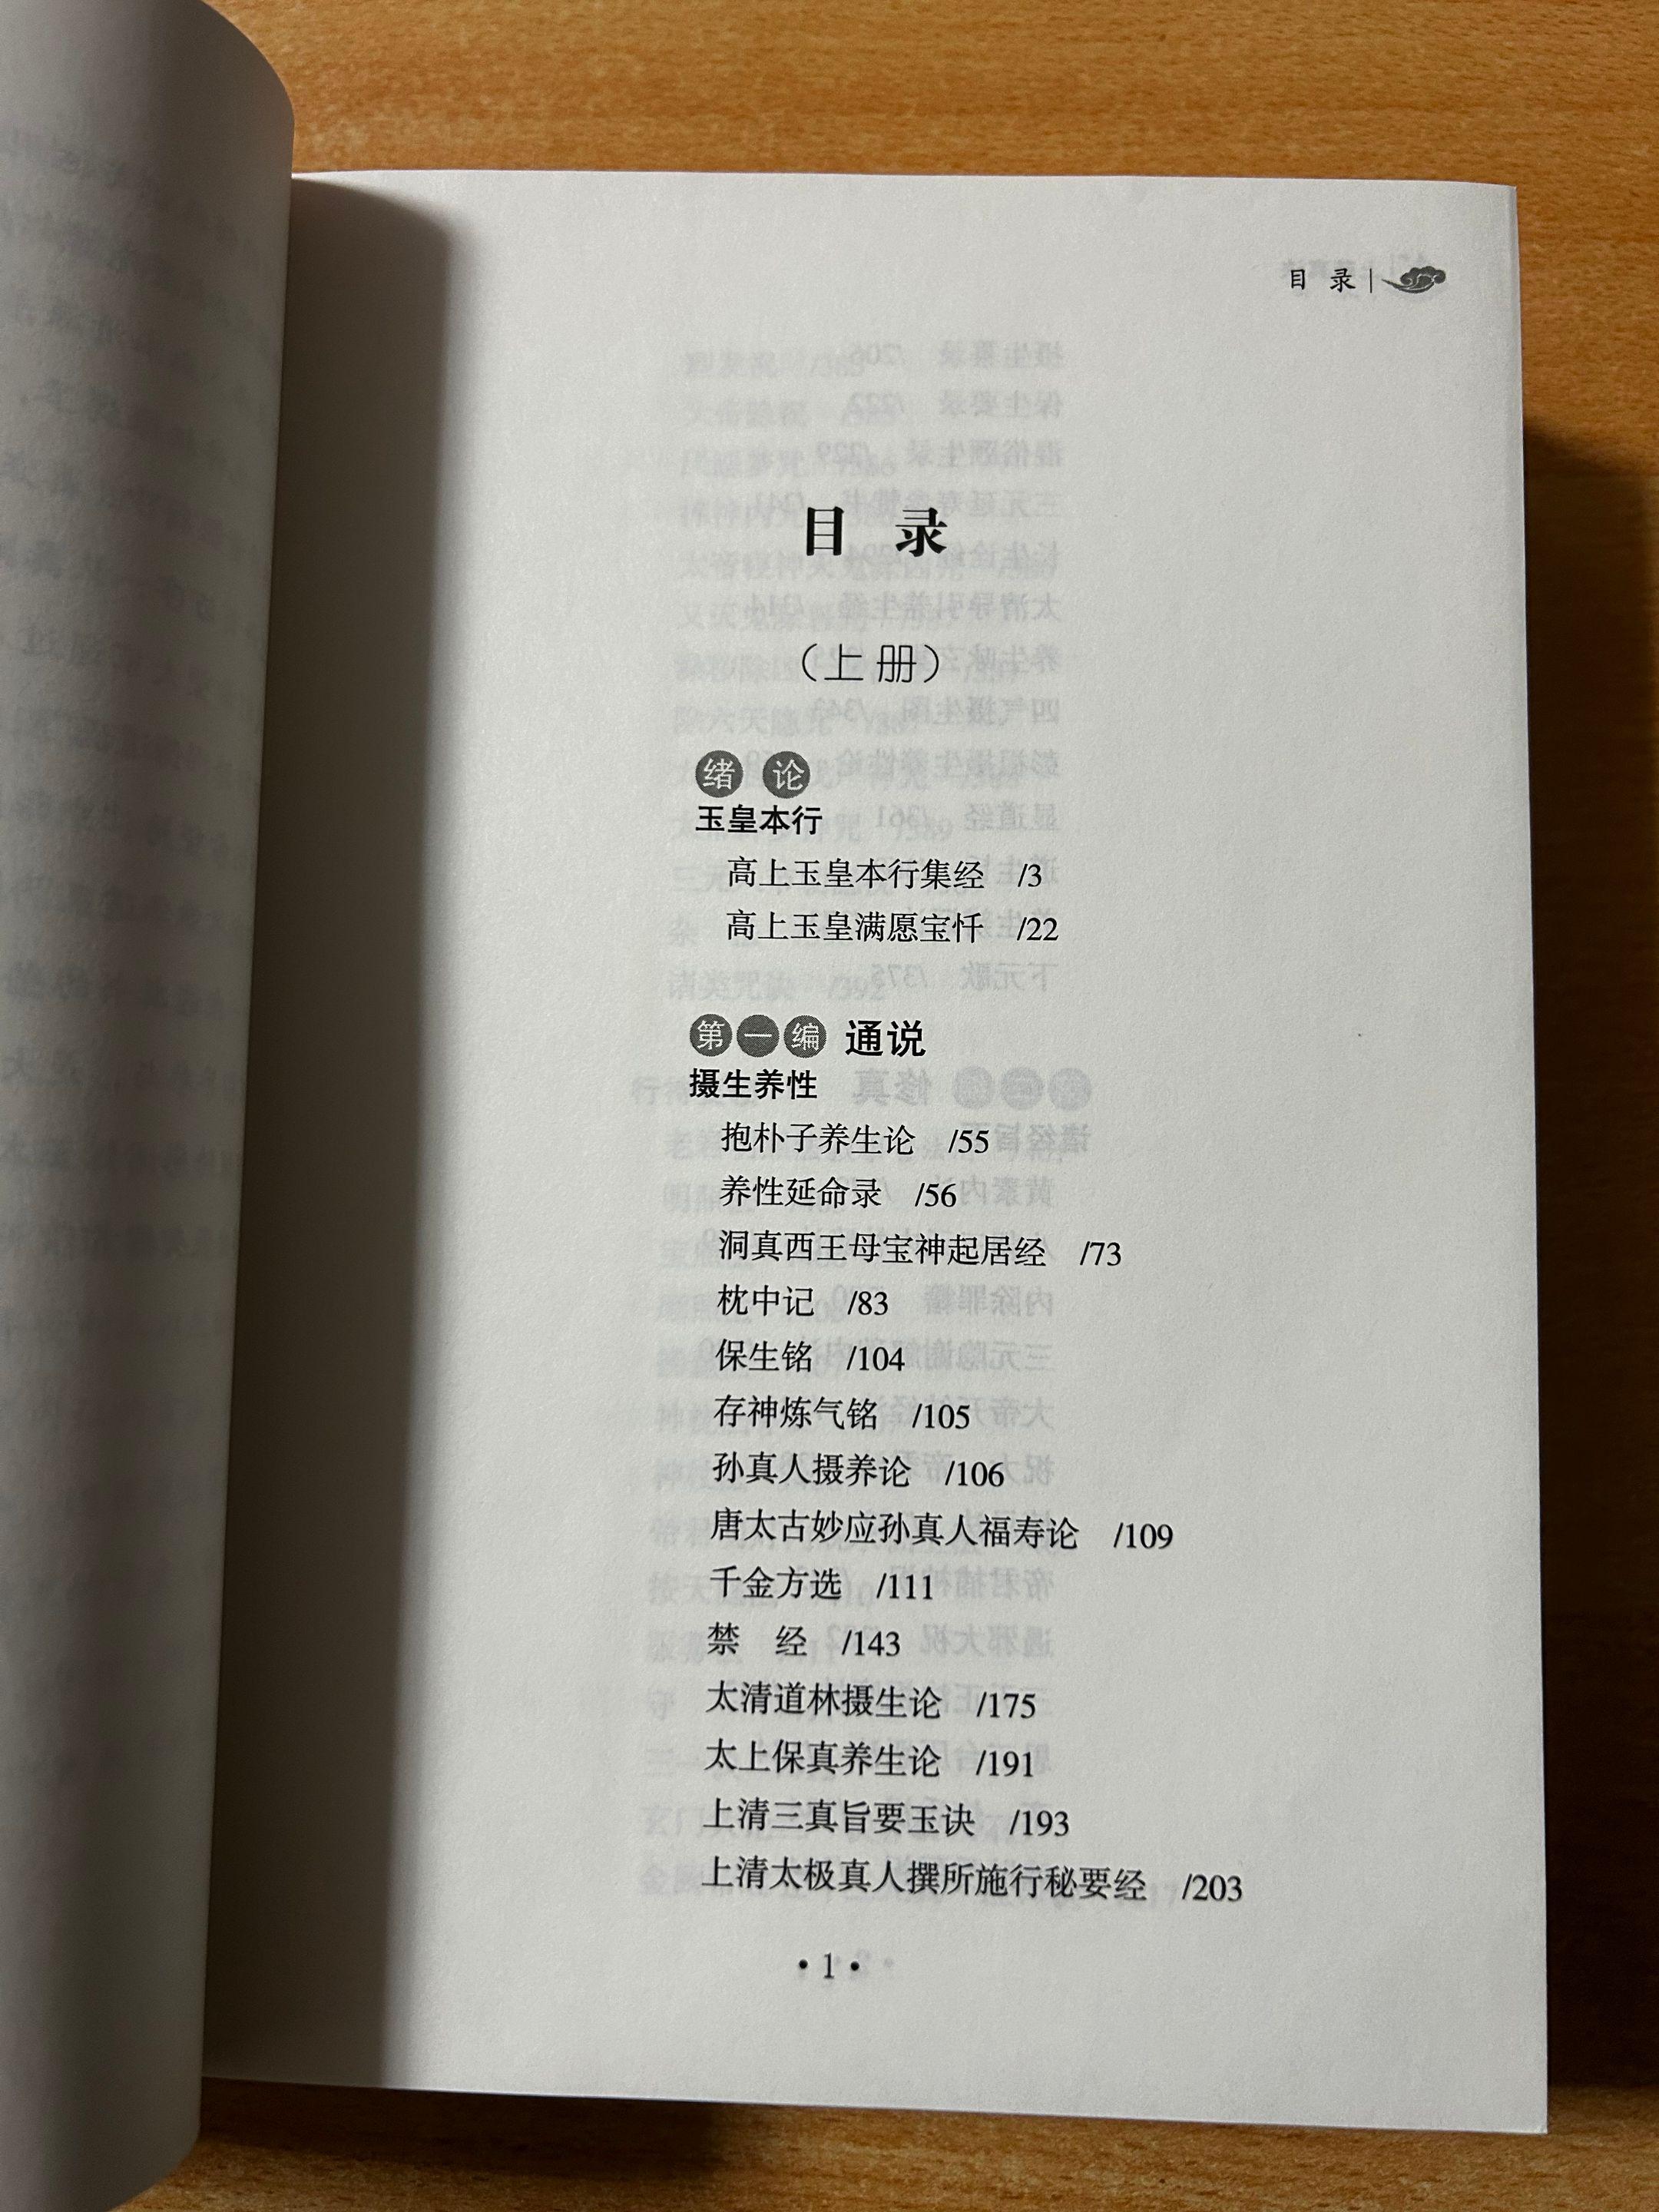 目 录
目 录
（上 册）
绪 论
玉皇本行
高上玉皇本行集经 /3
高上玉皇满愿宝忏 /22
第一编 通说
摄生养性
抱朴子养生论 /55
养性延命录 /56
洞真西王母宝神起居经 /73
枕中记 /83
保生铭 /104
存神炼气铭 /105
孙真人摄养论 /106
唐太古妙应孙真人福寿论 /109
千金方选 /111
禁 经 /143
太清道林摄生论 /175
太上保真养生论 /191
上清三真旨要玉诀 /193
上清太极真人撰所施行秘要经 /203
• 1 •